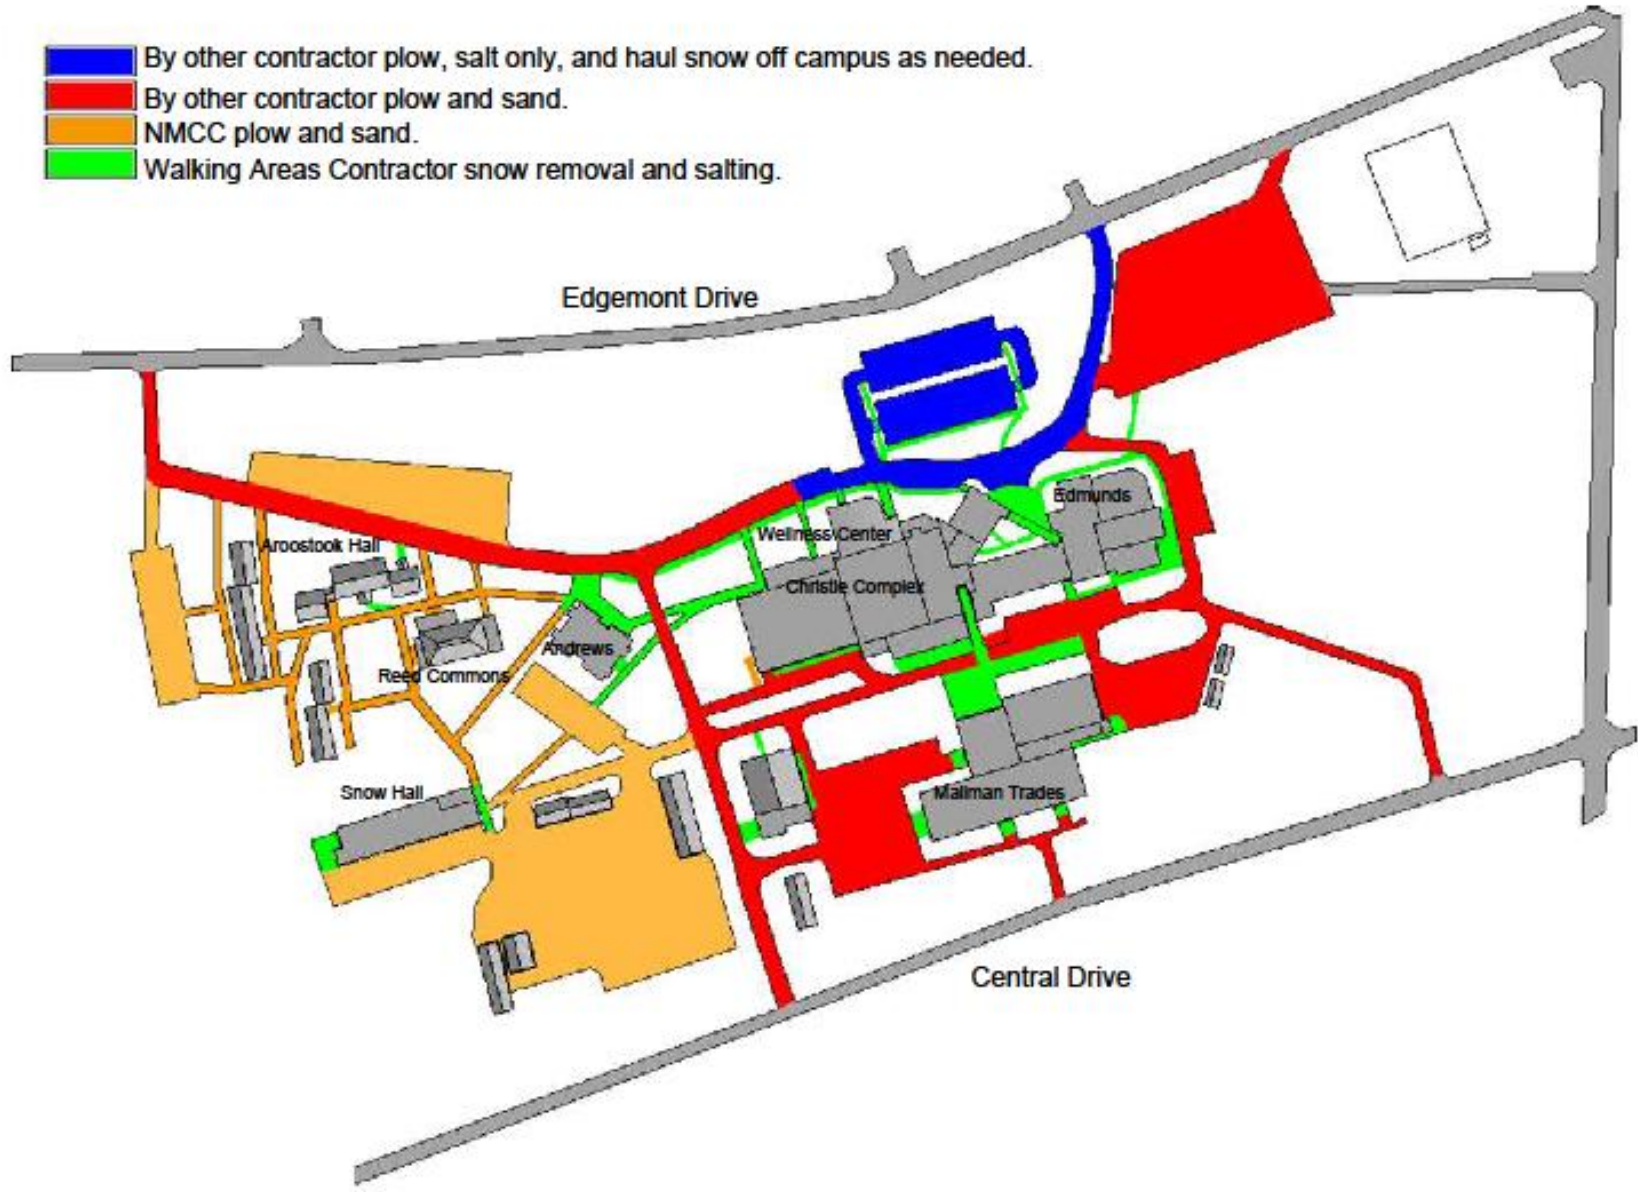 By other contractor plow, salt only, and haul snow off campus as needed.
By other contractor plow and sand.
NMCC plow and sand.
Walking Areas Contractor snow removal and salting.
Edgemont Drive
Edmunds
Wellness Center
Aroostook Hall
Christie Complex
Andrews
Reed Commons
Snow Hall
Mailman Trades
Central Drive